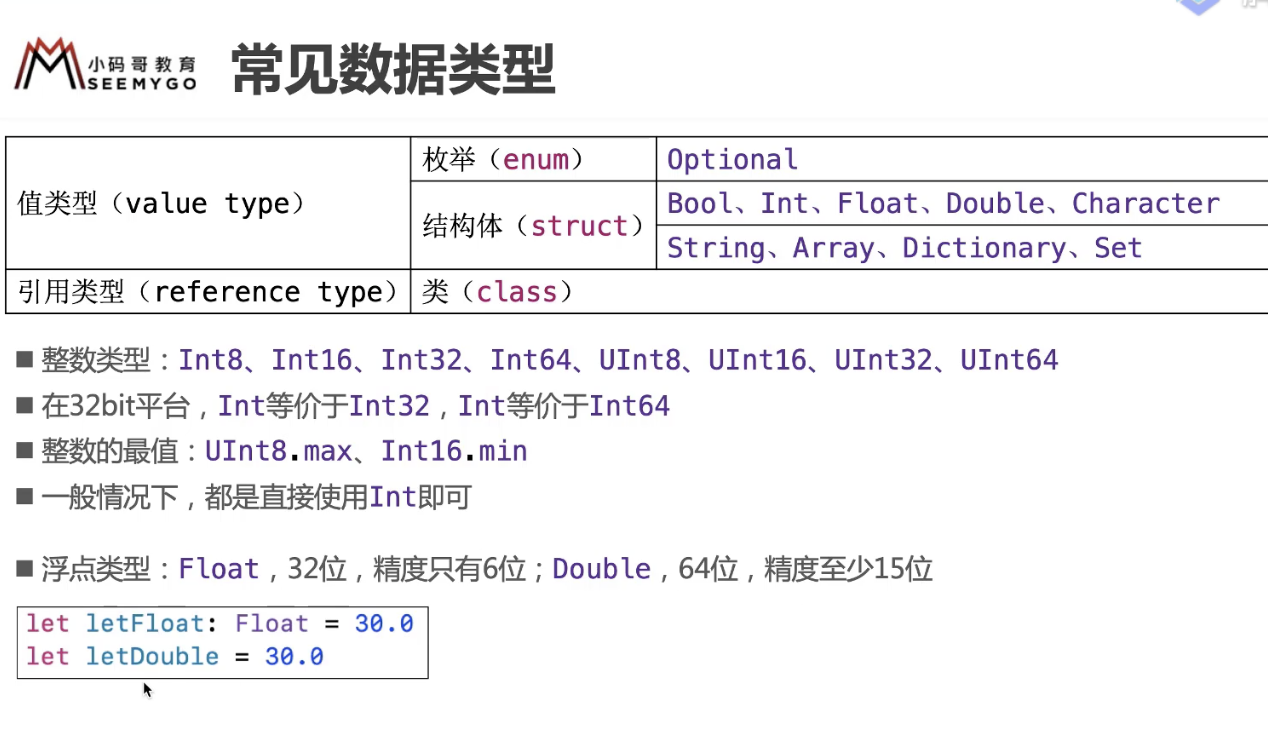 小码哥教育
SEEMYGO
常见数据类型
值类型（value type）
枚举（enum）
Optional
结构体（struct）
Bool、Int、Float、Double、Character
String、Array、Dictionary、Set
引用类型（reference type）
类（class）
■ 整数类型：Int8、Int16、Int32、Int64、UInt8、UInt16、UInt32、UInt64
■ 在32bit平台，Int等价于Int32，Int等价于Int64
■ 整数的最值：UInt8.max、Int16.min
■ 一般情况下，都是直接使用Int即可
■ 浮点类型：Float，32位，精度只有6位；Double，64位，精度至少15位
let letFloat: Float = 30.0
let letDouble = 30.0